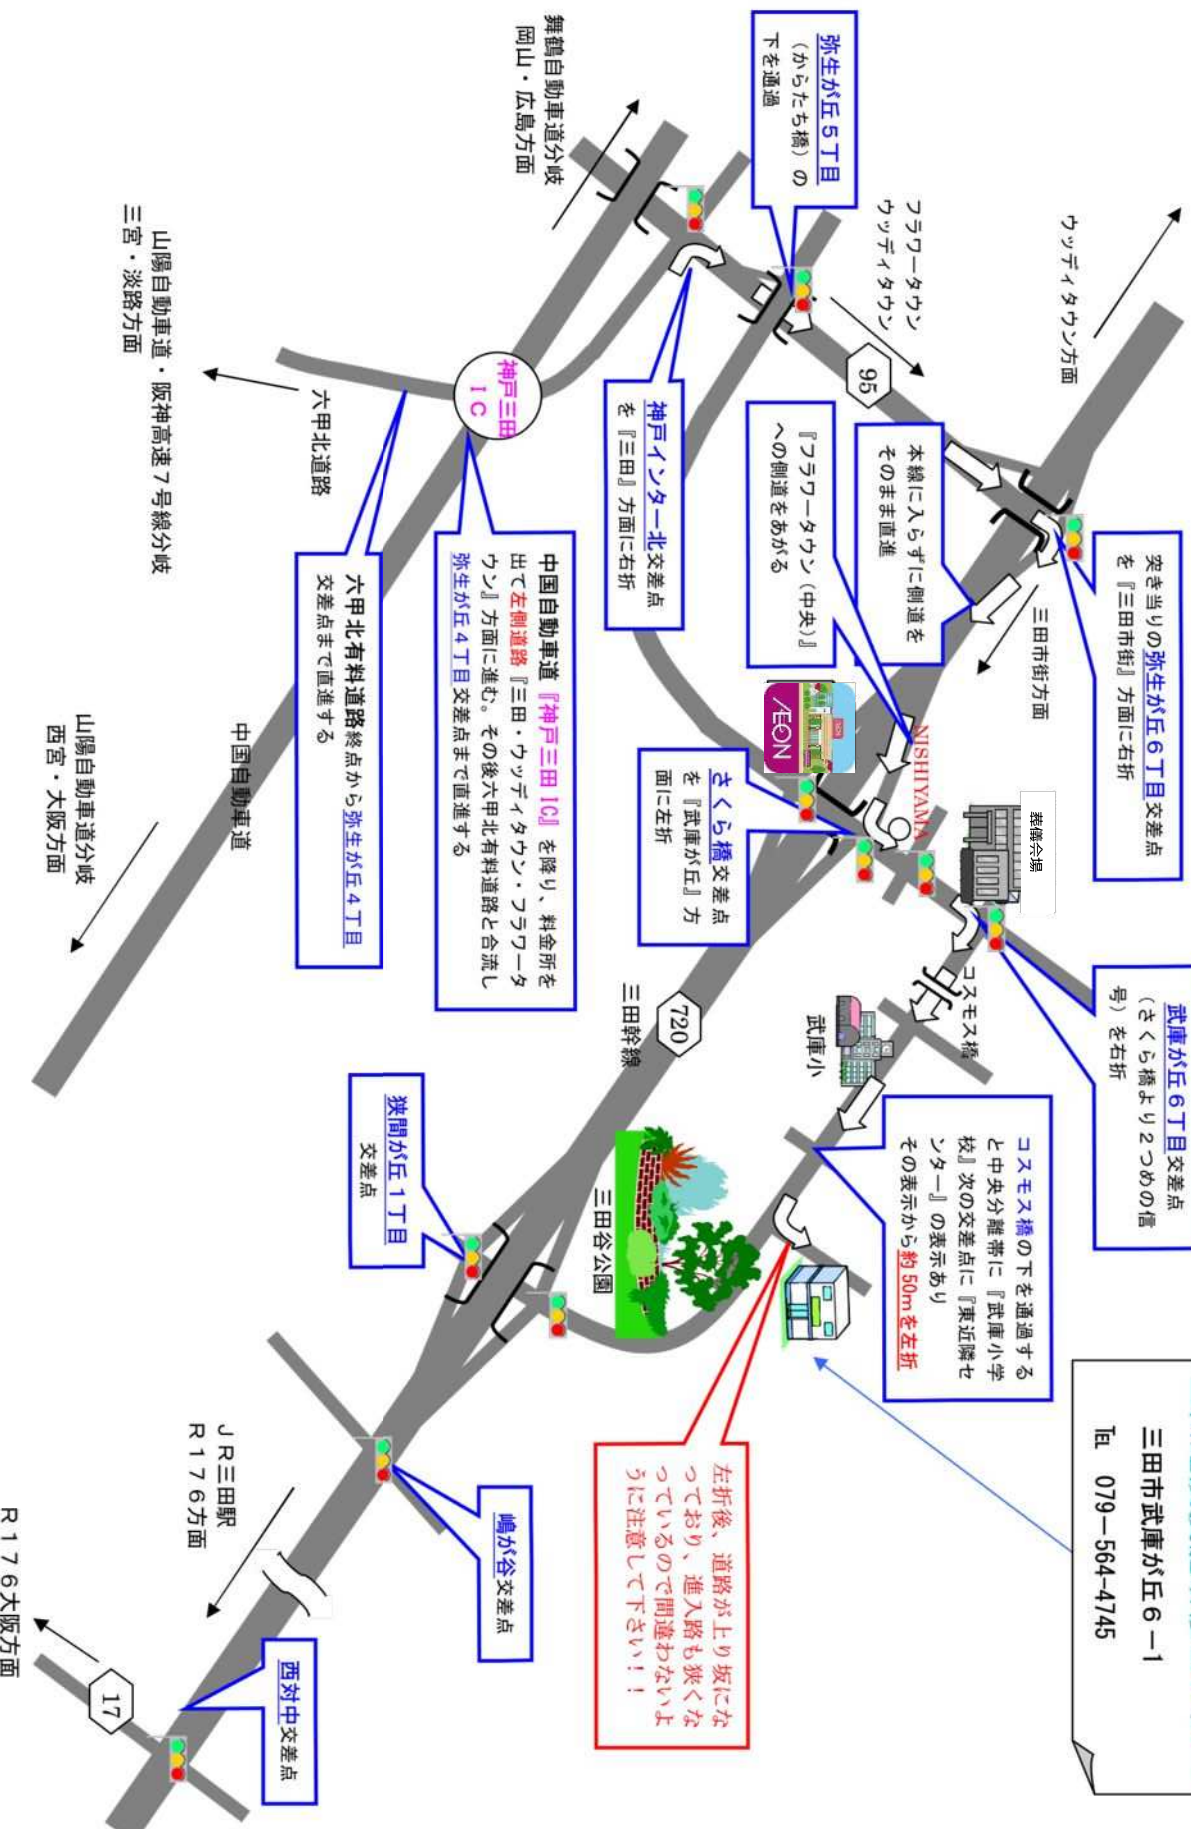 三田市武庫が丘６－１
℡ 079－564－4745
突き当りの弥生が丘６丁目交差点
を『三田市街』方面に右折
武庫が丘６丁目交差点
（さくら橋より２つめの信
号）を右折
ウッディタウン方面
三田市街方面
葬儀会場
コスモス橋
コスモス橋の下を通過する
と中央分離帯に『武庫小学
校』次の交差点に『東近隣セ
ンター』の表示あり
その表示から約50mを左折
フラワータウン
ウッディタウン
95
本線に入らずに側道を
そのまま直進
『フラワータウン（中央）』
への側道をあがる
NISHIYAMA
ÆON
武庫小
弥生が丘５丁目
（からたち橋）の
下を通過
さくら橋交差点
を『武庫が丘』方
面に左折
左折後、道路が上り坂にな
っており、進入路も狭くな
っているので間違わないよ
うに注意して下さい！！
神戸インター北交差点
を『三田』方面に右折
720
三田幹線
三田谷公園
舞鶴自動車道分岐
岡山・広島方面
神戸三田
ＩＣ
中国自動車道『神戸三田IC』を降り、料金所を
出て左側道路『三田・ウッディタウン・フラワータ
ウン』方面に進む。その後六甲北有料道路と合流し
弥生が丘４丁目交差点まで直進する
嶋が谷交差点
狭間が丘１丁目
交差点
六甲北有料道路終点から弥生が丘４丁目
交差点まで直進する
六甲北道路
中国自動車道
西対中交差点
ＪＲ三田駅
Ｒ１７６方面
山陽自動車道・阪神高速７号線分岐
三宮・淡路方面
山陽自動車道分岐
西宮・大阪方面
17
Ｒ１７６大阪方面